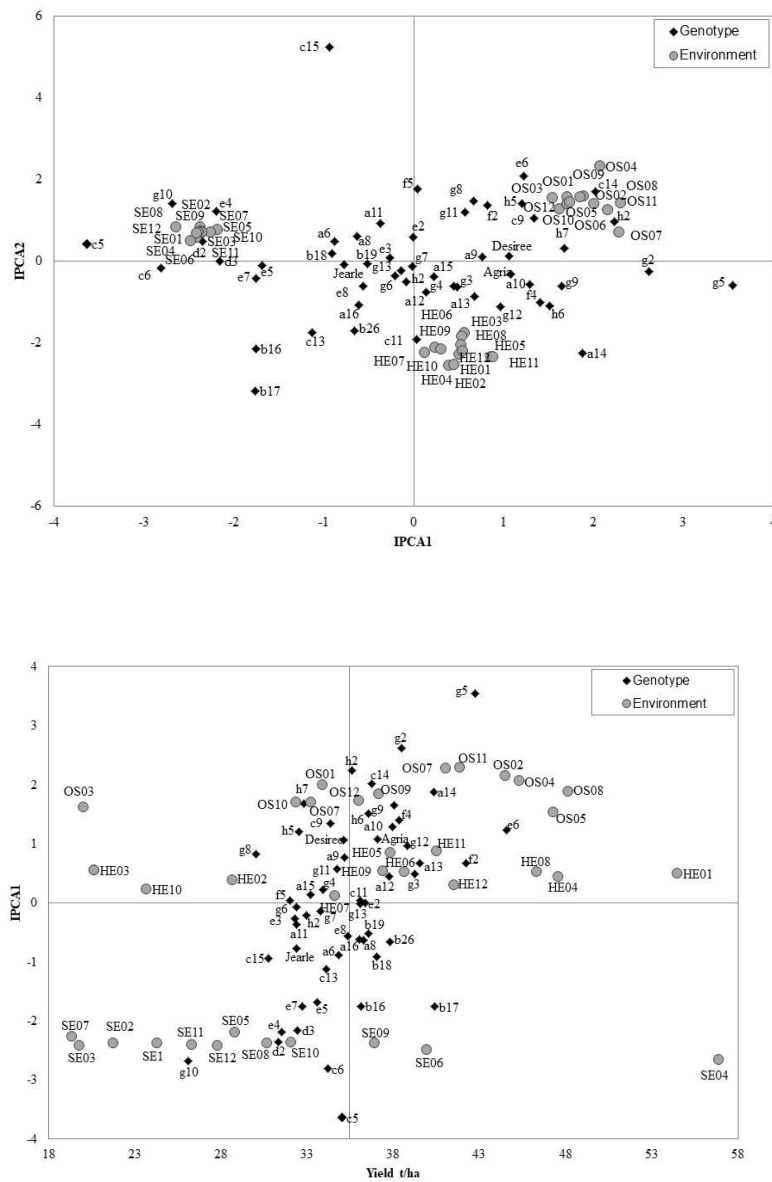 6
Genotype
Environment
c15
4
e6
OS04
2
g10
f5
g8
OS01
OS09
SE02
e4
OS03
c14
OS08
SE08
SE09
SE07
a11
g11
f2
h5
OS02
SE12
SE05
e2
OS12
OS05
OS11
c9
OS06
h2
a6
a8
OS10
SE01
SE03
SE10
h7
OS07
c5
SE04
d2
SE11
b18
b19
e3
g7
a9
Desiree
IPCA2
0
SE06
d3
Jearle
g13
a15
Agria
g2
c6
e7
e5
g6
h2
g4
g3
a10
g9
g5
e8
a12
a13
f4
a16
HE06
g12
h6
HE03
c13
b26
HE09
HE08
c11
HE05
-2
b16
HE07
HE12
a14
HE10
HE01
HE11
HE04
HE02
b17
-4
-6
-4 -3 -2 -1 0 1 2 3 4
IPCA1
4
Genotype
g5
Environment
3
g2
OS07
OS11
h2
OS02
2
OS01
c14
OS04
OS08
OS03
OS12
OS09
a14
h7
OS10
OS07
g9
OS05
h6
f4
c9
a10
h5
e6
1
Desiree
Agria
g12
g8
a9
HE05
HE11
f2
HE03
g11
HE09
HE06
a13
HE08
HE01
HE02
g4
a12
g3
HE10
a15
HE12
HE04
IPCA1
0
f5
HE07
c11
g6
g13
e2
e3
g7
h2
b19
a11
e8
a16
a8
b26
Jearle
a6
-1
c15
b18
c13
e7
e5
b16
b17
-2
SE07
SE02
SE05
e4
d3
SE11
SE09
SE03
SE1
SE12
SE08
d2
SE10
SE06
g10
SE04
c6
-3
c5
-4
18 23 28 33 38 43 48 53 58
Yield t/ha